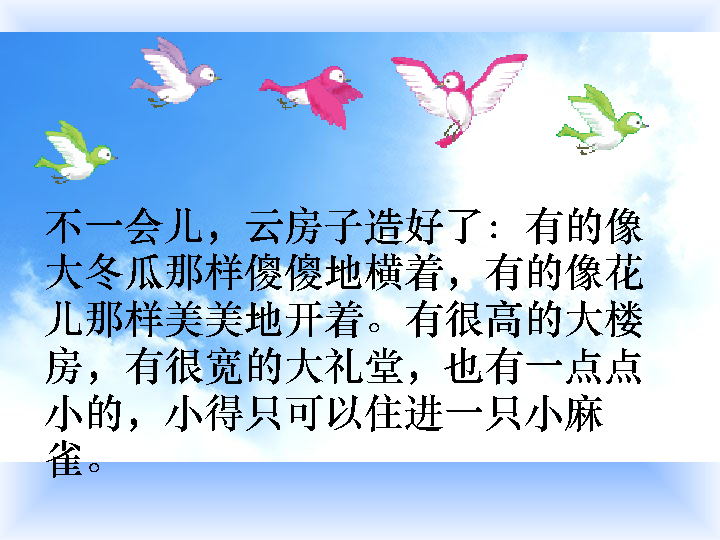 不一会儿，云房子造好了：有的像
大冬瓜那样傻傻地横着，有的像花
儿那样美美地开着。有很高的大楼
房，有很宽的大礼堂，也有一点点
小的，小得只可以住进一只小麻
雀。